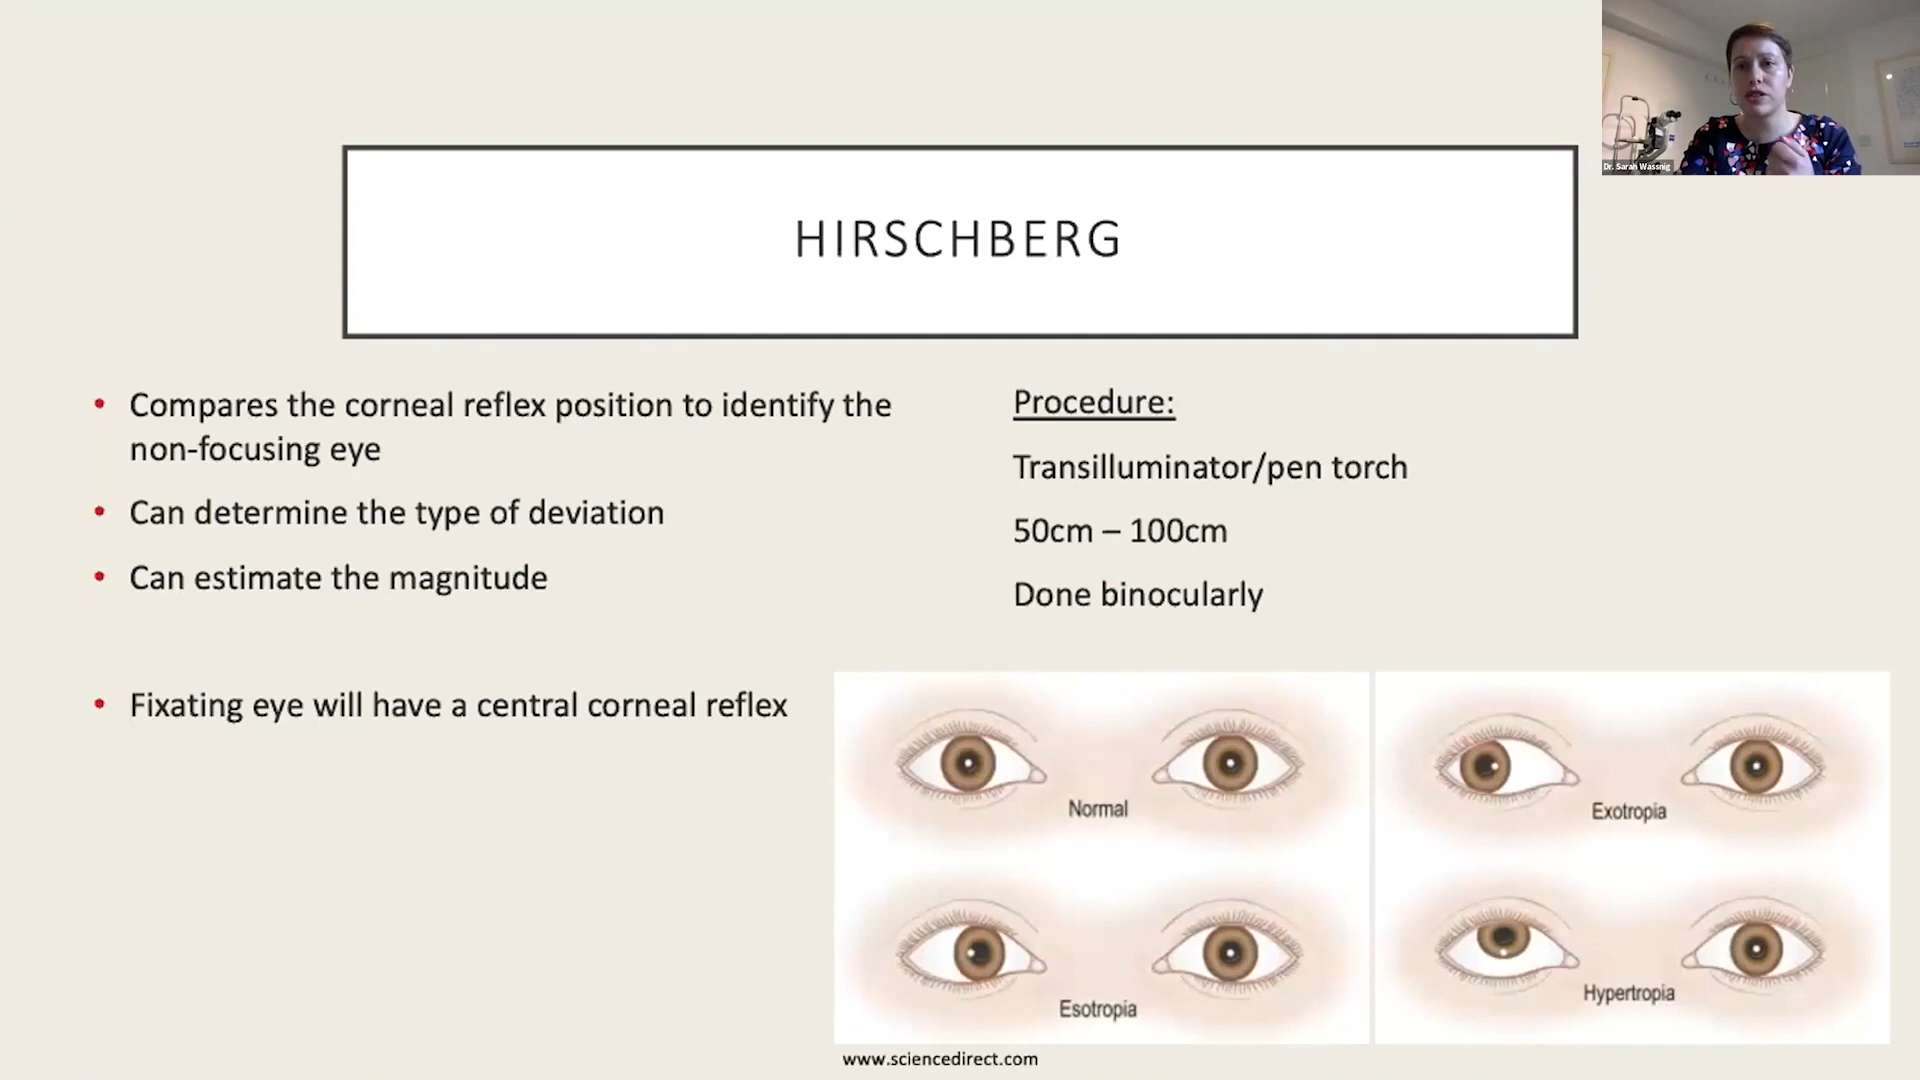 Dr. Sarah Wassnig
HIRSCHBERG
• Compares the corneal reflex position to identify the
non-focusing eye
• Can determine the type of deviation
• Can estimate the magnitude
• Fixating eye will have a central corneal reflex
Procedure:
Transilluminator/pen torch
50cm – 100cm
Done binocularly
Normal
Exotropia
Esotropia
Hypertropia
www.sciencedirect.com